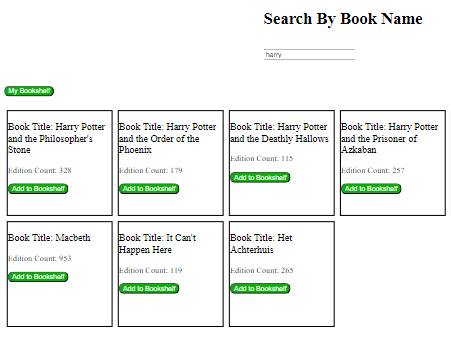 Search By Book Name
harry
My Bookshelf
Book Title: Harry Potter
and the Philosopher's
Stone
Edition Count: 328
Add to Bookshelf
Book Title: Harry Potter
and the Order of the
Phoenix
Edition Count: 179
Add to Bookshelf
Book Title: Harry Potter
and the Deathly Hallows
Edition Count: 115
Add to Bookshelf
Book Title: Harry Potter
and the Prisoner of
Azkaban
Edition Count: 257
Add to Bookshelf
Book Title: Macbeth
Edition Count: 953
Add to Bookshelf
Book Title: It Can't
Happen Here
Edition Count: 119
Add to Bookshelf
Book Title: Het
Achterhuis
Edition Count: 265
Add to Bookshelf